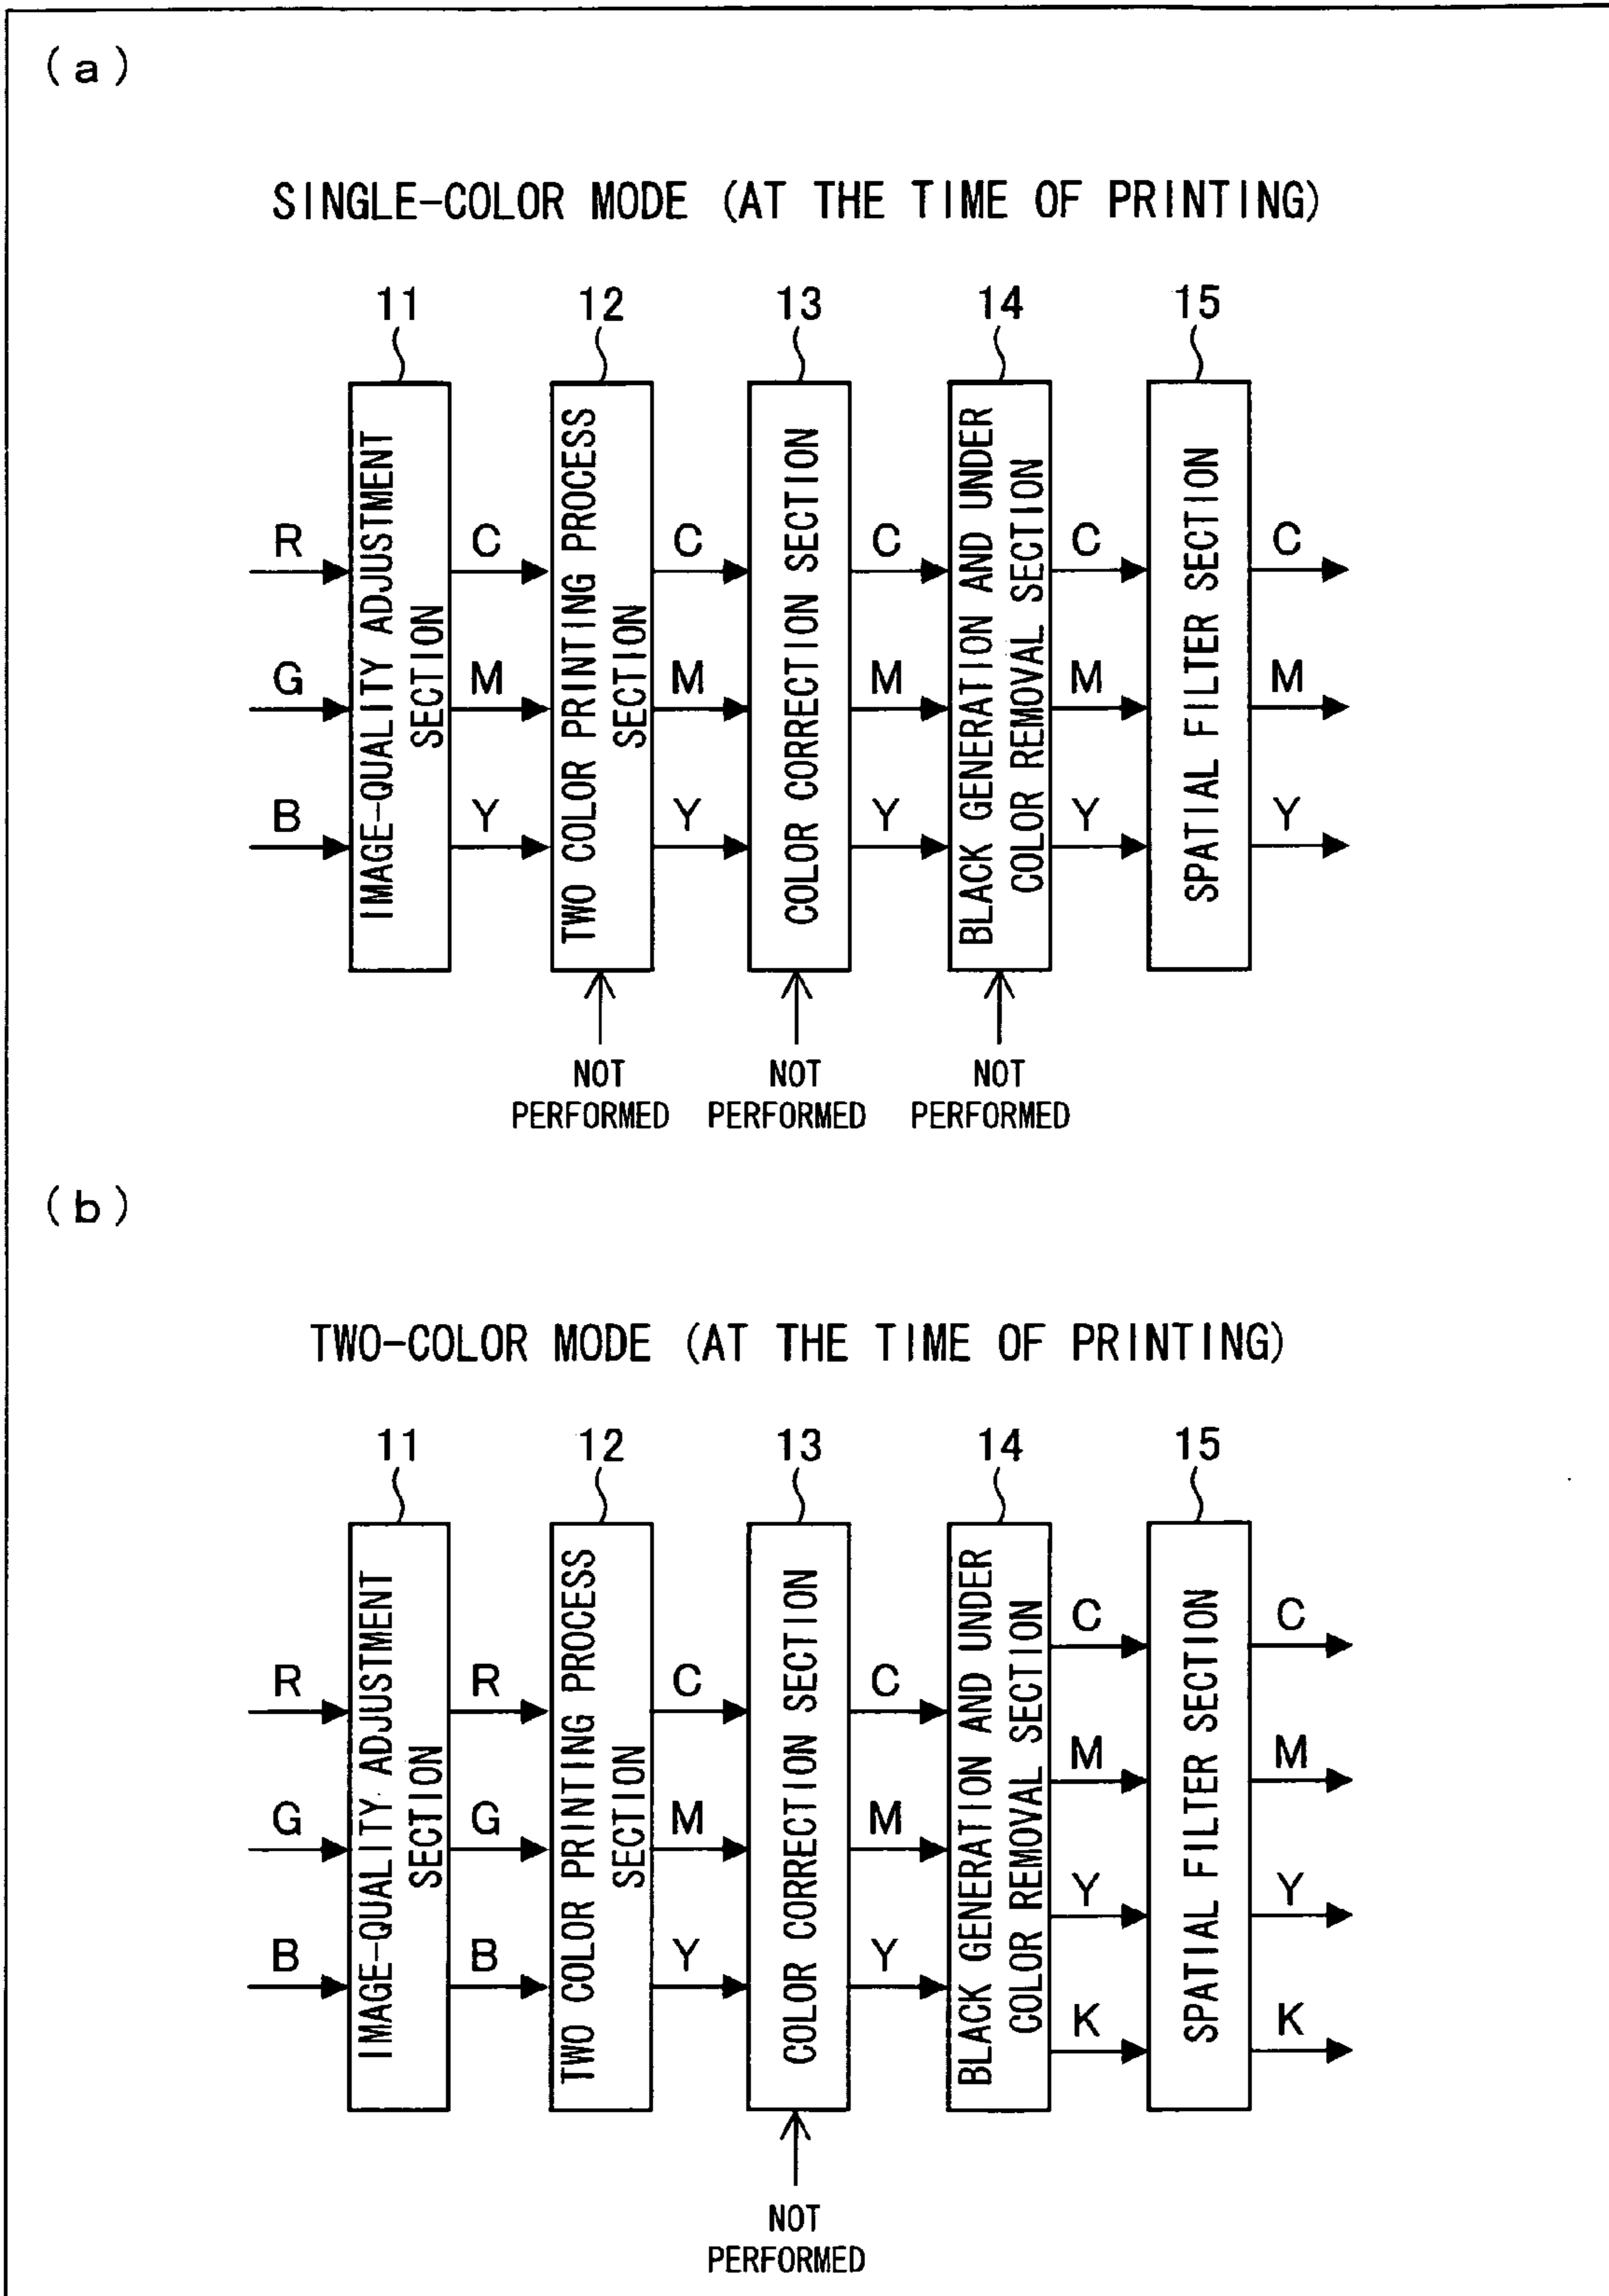 (a)
SINGLE-COLOR MODE (AT THE TIME OF PRINTING)
11 12 13 14 15
R
G
B
IMAGE-QUALITY ADJUSTMENT
SECTION
C
M
Y
TWO COLOR PRINTING PROCESS
SECTION
C
M
Y
COLOR CORRECTION SECTION
C
M
Y
BLACK GENERATION AND UNDER
COLOR REMOVAL SECTION
C
M
Y
SPATIAL FILTER SECTION
C
M
Y
NOT
PERFORMED
NOT
PERFORMED
NOT
PERFORMED
(b)
TWO-COLOR MODE (AT THE TIME OF PRINTING)
11 12 13 14 15
R
G
B
IMAGE-QUALITY ADJUSTMENT
SECTION
R
G
B
TWO COLOR PRINTING PROCESS
SECTION
C
M
Y
COLOR CORRECTION SECTION
C
M
Y
BLACK GENERATION AND UNDER
COLOR REMOVAL SECTION
C
M
Y
K
SPATIAL FILTER SECTION
C
M
Y
K
NOT
PERFORMED